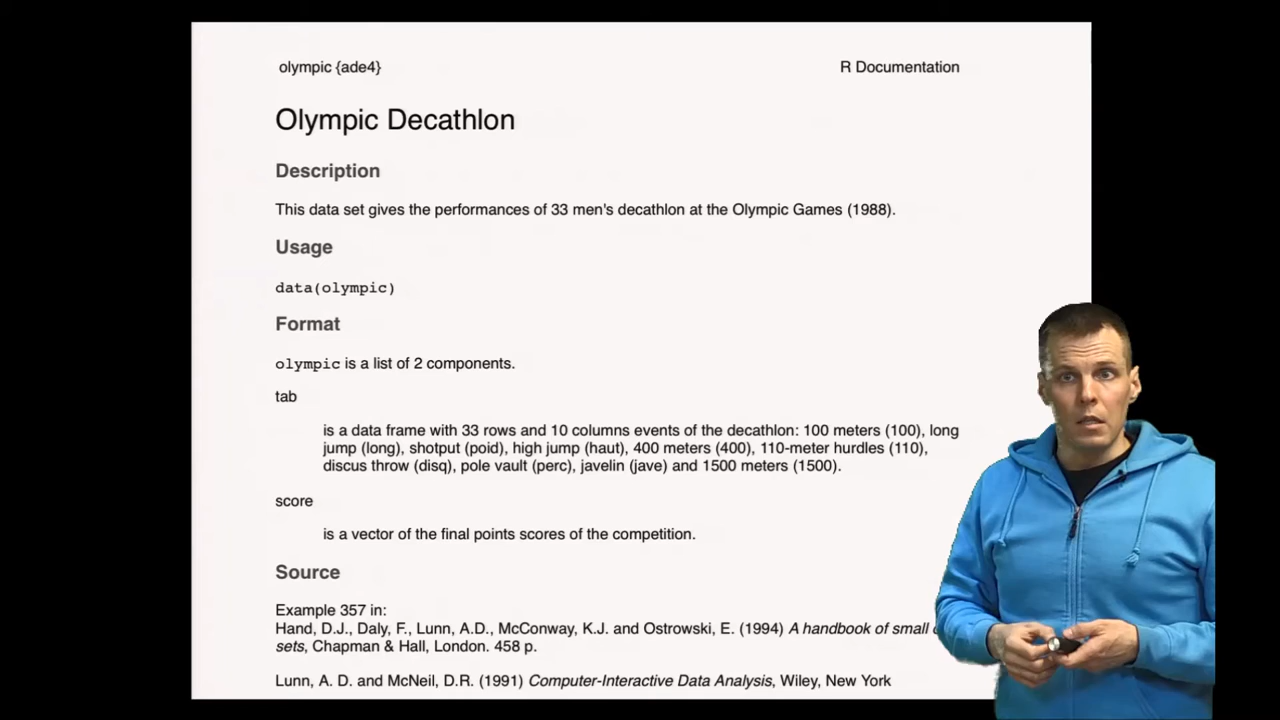 olympic {ade4} R Documentation
Olympic Decathlon
Description
This data set gives the performances of 33 men's decathlon at the Olympic Games (1988).
Usage
data(olympic)
Format
olympic is a list of 2 components.
tab
is a data frame with 33 rows and 10 columns events of the decathlon: 100 meters (100), long
jump (long), shotput (poid), high jump (haut), 400 meters (400), 110-meter hurdles (110),
discus throw (disq), pole vault (perc), javelin (jave) and 1500 meters (1500).
score
is a vector of the final points scores of the competition.
Source
Example 357 in:
Hand, D.J., Daly, F., Lunn, A.D., McConway, K.J. and Ostrowski, E. (1994) A handbook of small
sets, Chapman & Hall, London. 458 p.
Lunn, A. D. and McNeil, D.R. (1991) Computer-Interactive Data Analysis, Wiley, New York